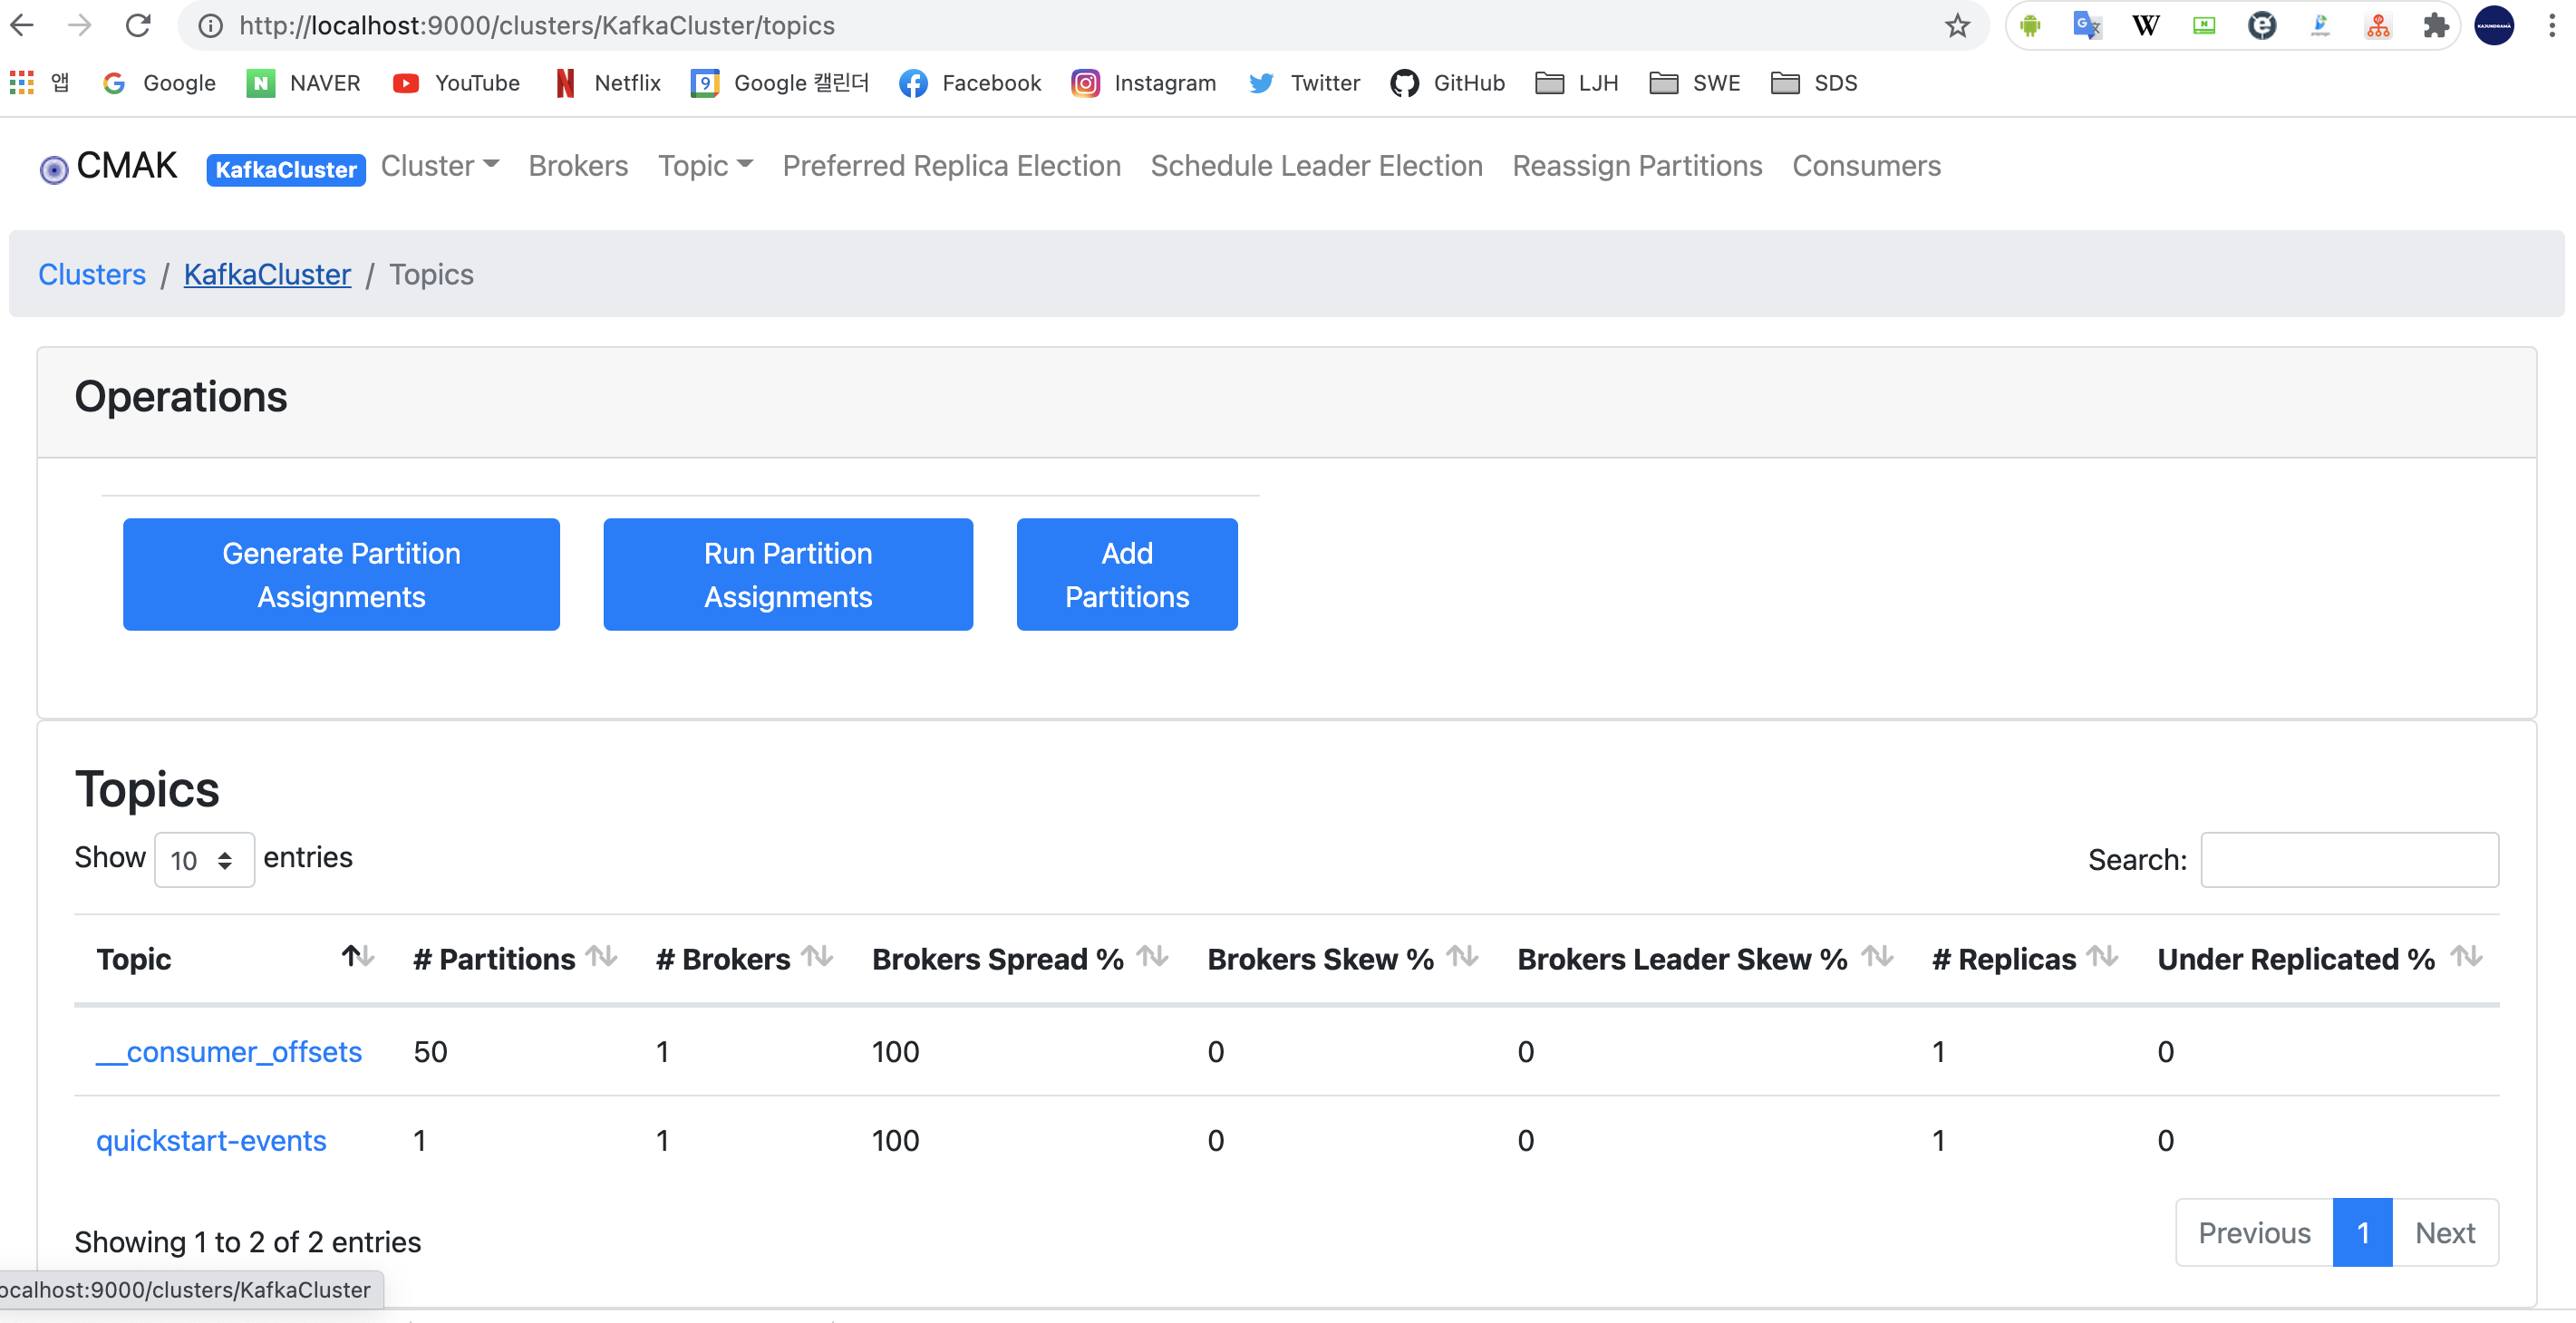 http://localhost:9000/clusters/KafkaCluster/topics
앱 Google NAVER YouTube Netflix Google 캘린더 Facebook Instagram Twitter GitHub LJH SWE SDS
CMAK KafkaCluster Cluster Brokers Topic Preferred Replica Election Schedule Leader Election Reassign Partitions Consumers
Clusters / KafkaCluster / Topics
Operations
Generate Partition
Assignments
Run Partition
Assignments
Add
Partitions
Topics
Show 10 entries
Search:
Topic # Partitions # Brokers Brokers Spread % Brokers Skew % Brokers Leader Skew % # Replicas Under Replicated %
__consumer_offsets 50 1 100 0 0 1 0
quickstart-events 1 1 100 0 0 1 0
Showing 1 to 2 of 2 entries
Previous 1 Next
ocalhost:9000/clusters/KafkaCluster